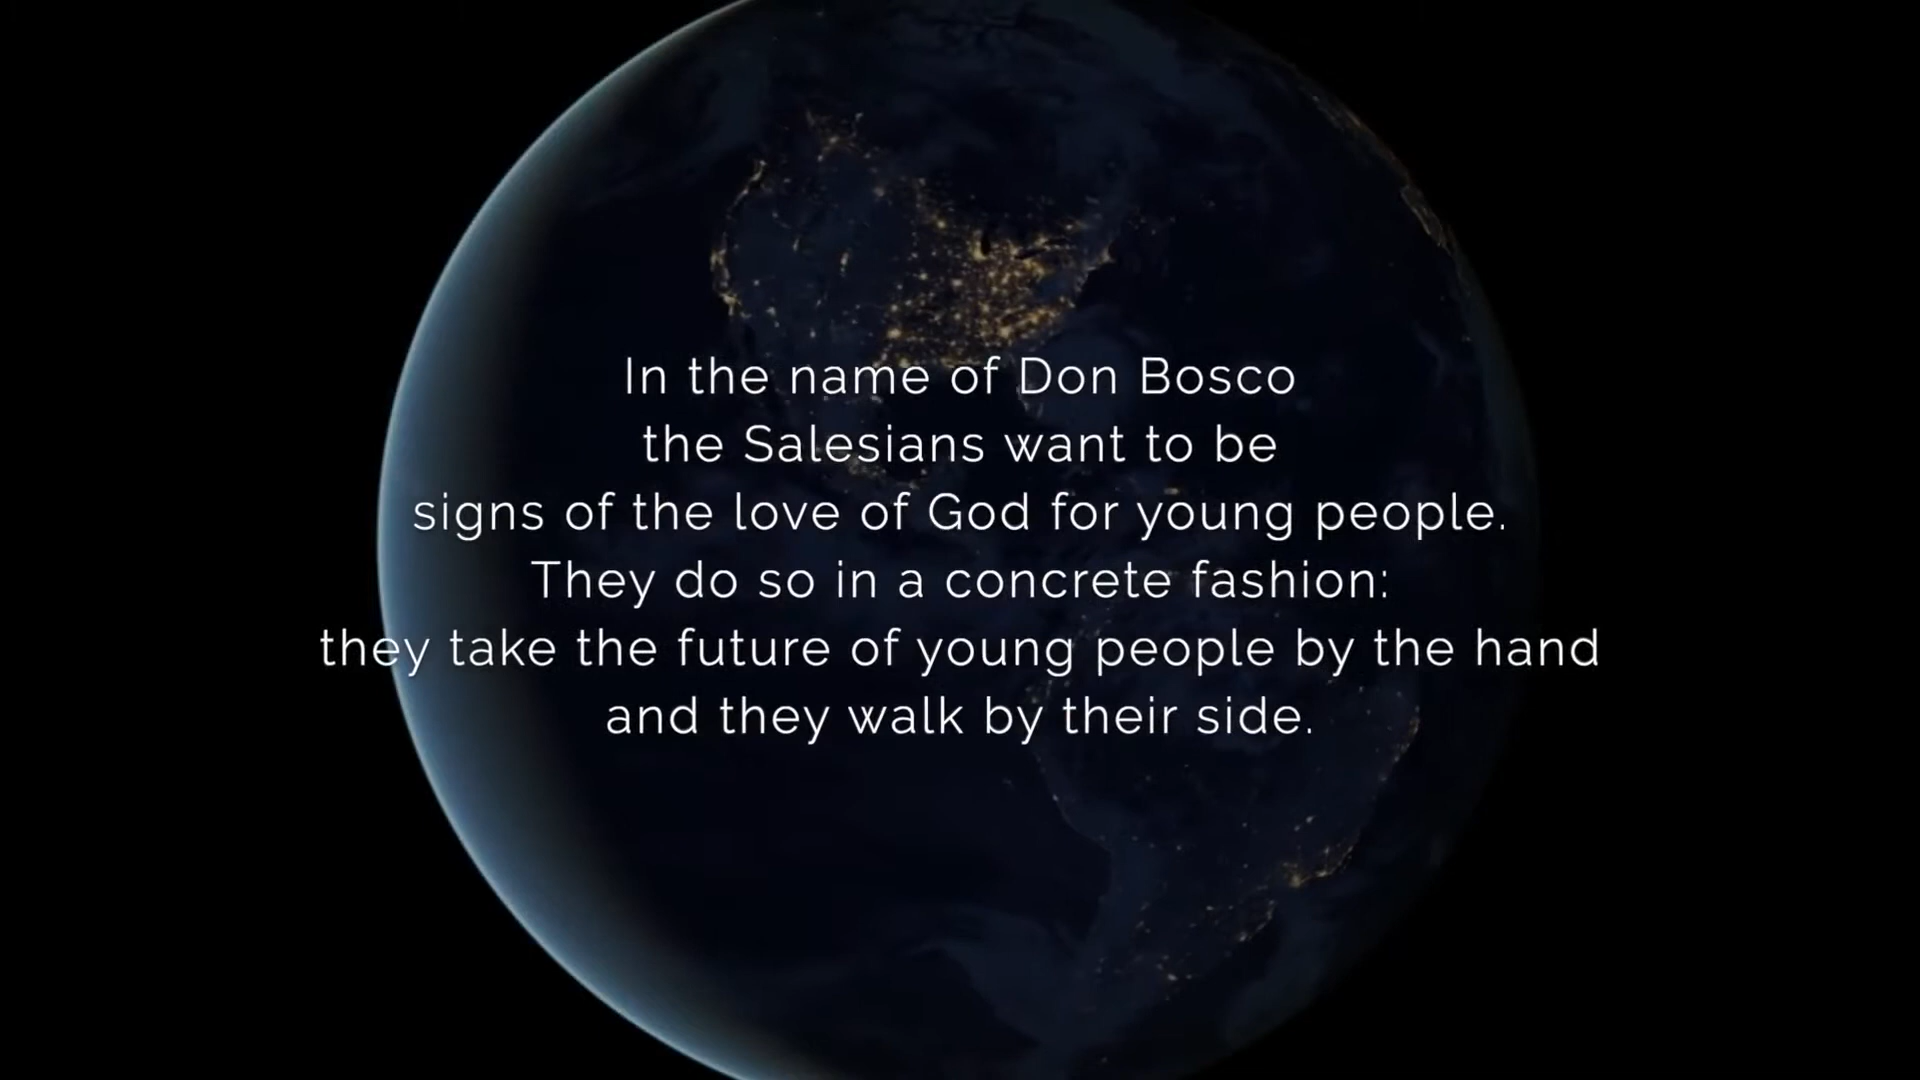 In the name of Don Bosco
the Salesians want to be
signs of the love of God for young people.
They do so in a concrete fashion:
they take the future of young people by the hand
and they walk by their side.